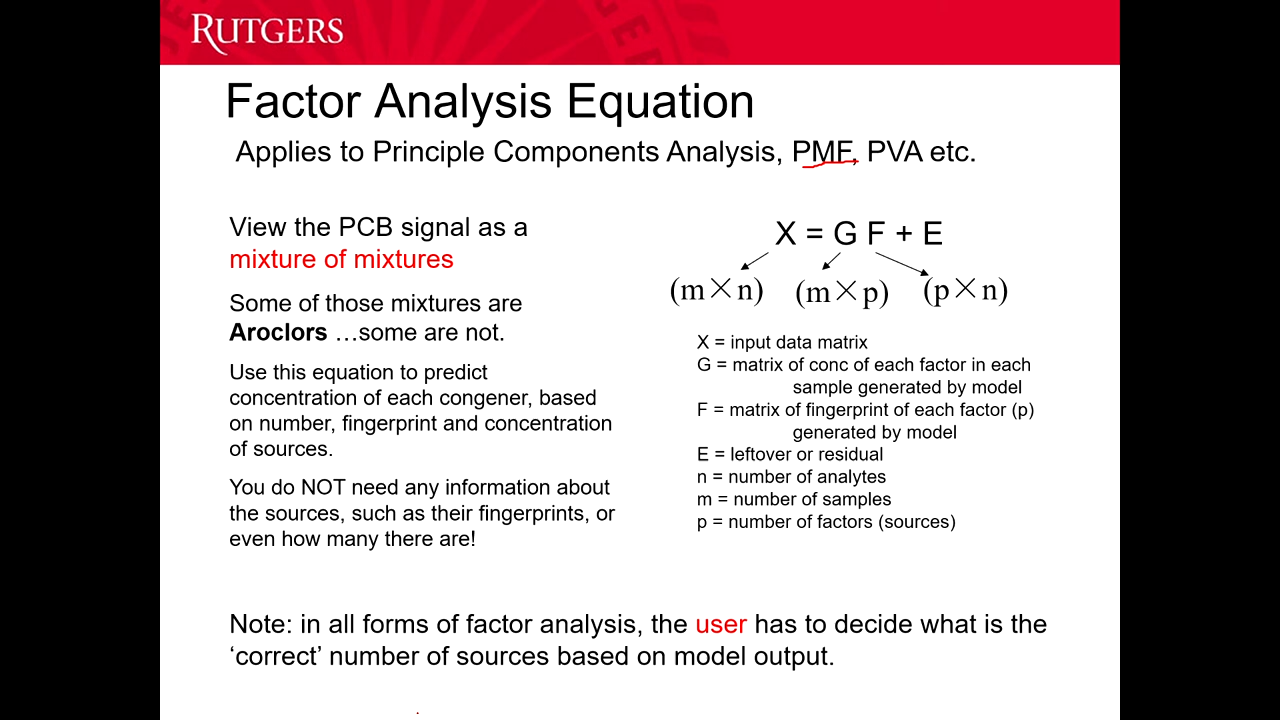 RUTGERS
Factor Analysis Equation
Applies to Principle Components Analysis, PMF, PVA etc.
View the PCB signal as a
mixture of mixtures
Some of those mixtures are
Aroclors …some are not.
Use this equation to predict
concentration of each congener, based
on number, fingerprint and concentration
of sources.
You do NOT need any information about
the sources, such as their fingerprints, or
even how many there are!
X = G F + E
(m×n) (m×p) (p×n)
X = input data matrix
G = matrix of conc of each factor in each
sample generated by model
F = matrix of fingerprint of each factor (p)
generated by model
E = leftover or residual
n = number of analytes
m = number of samples
p = number of factors (sources)
Note: in all forms of factor analysis, the user has to decide what is the
‘correct’ number of sources based on model output.